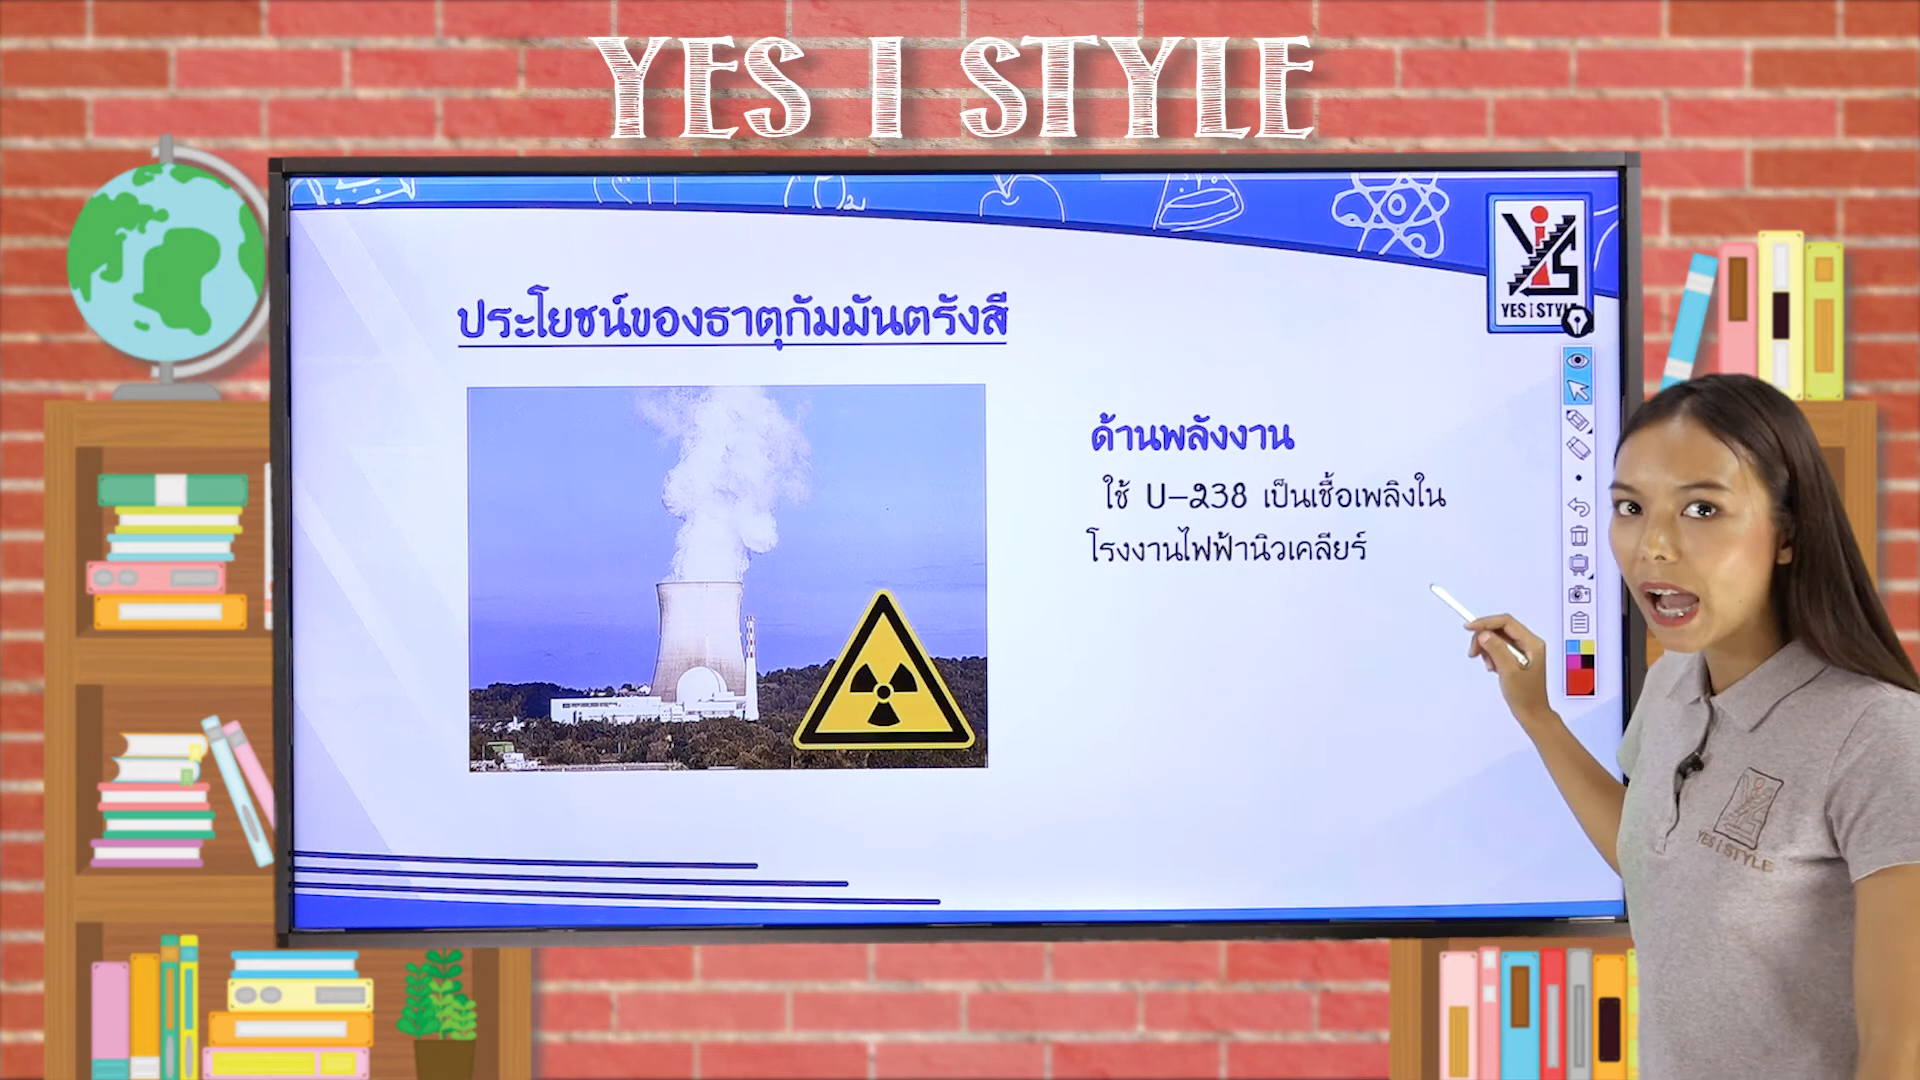 YES I STYLE
YES I STYLE
ประโยชน์ของธาตุกัมมันตรังสี
ด้านพลังงาน
ใช้ U-238 เป็นเชื้อเพลิงใน
โรงงานไฟฟ้านิวเคลียร์
YES I STYLE